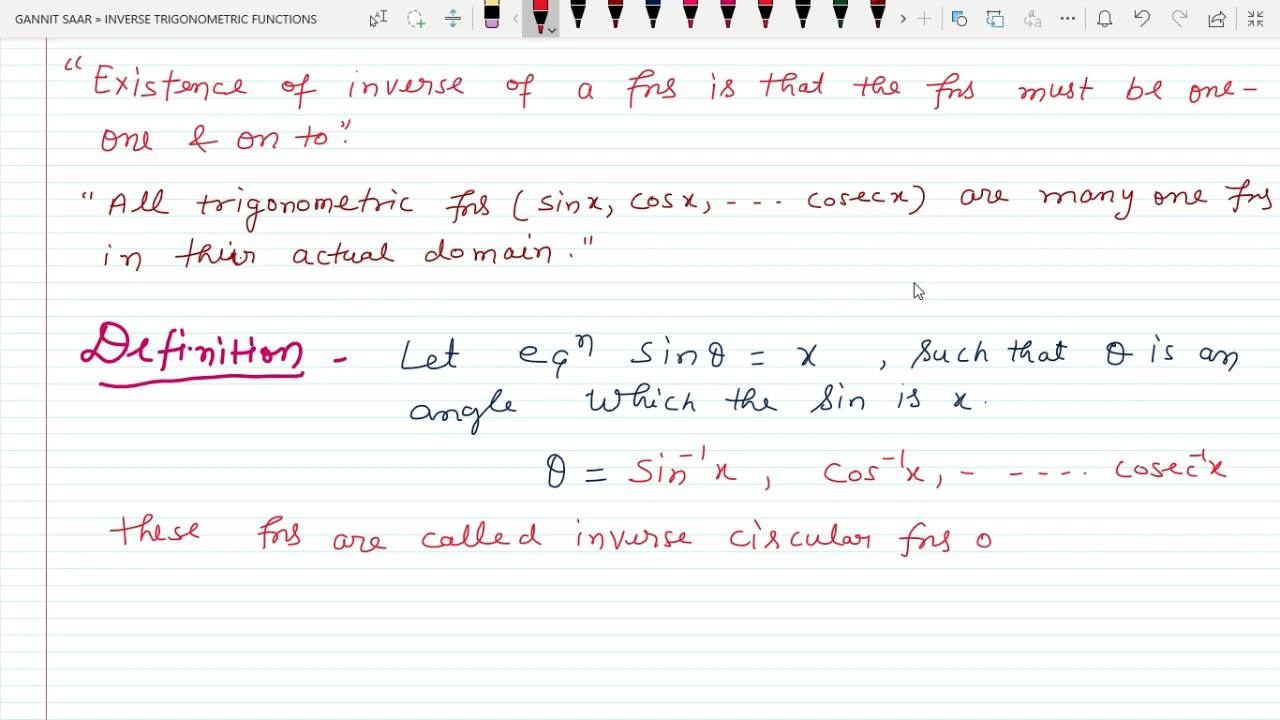 GANNIT SAAR » INVERSE TRIGONOMETRIC FUNCTIONS
"Existence of inverse of a fns is that the fns must be one-
one & on to".
"All trigonometric fns (sinx, cosx, --... cosecx) are many one fns
in thier actual domain."
Definition - Let eqⁿ sinθ = x , such that θ is an
angle which the sin is x.
θ = sin⁻¹x, cos⁻¹x, - -.... cosec⁻¹x
these fns are called inverse circular fns o